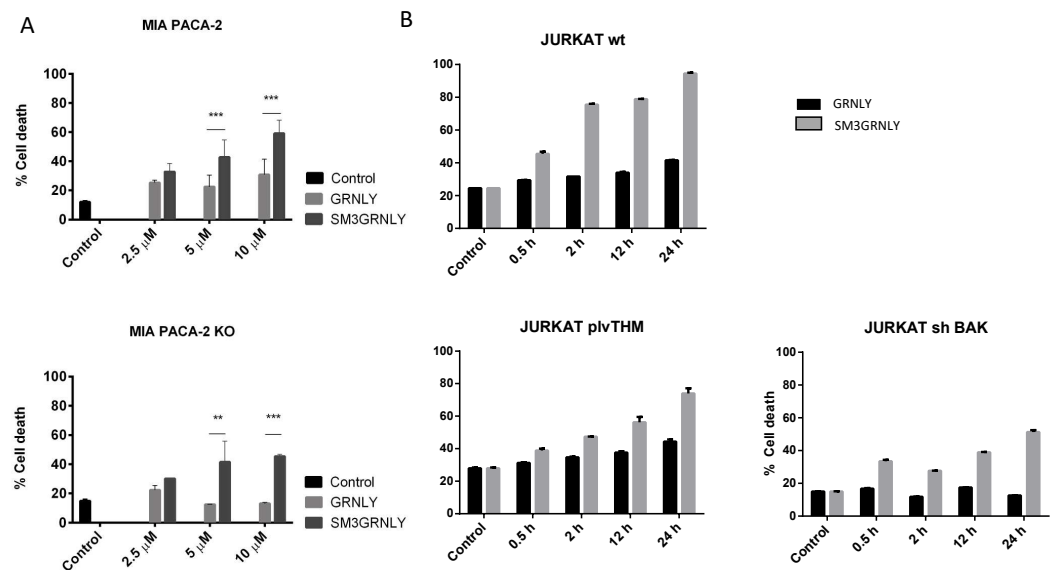 A
MIA PACA-2
% Cell death
100
80
60
40
20
0
***
***
Control
2.5 μM
5 μM
10 μM
Control
GRNLY
SM3GRNLY
B
JURKAT wt
100
80
60
40
20
0
Control
0.5 h
2 h
12 h
24 h
GRNLY
SM3GRNLY
MIA PACA-2 KO
% Cell death
100
80
60
40
20
0
**
***
Control
2.5 μM
5 μM
10 μM
Control
GRNLY
SM3GRNLY
JURKAT plvTHM
100
80
60
40
20
0
Control
0.5 h
2 h
12 h
24 h
JURKAT sh BAK
% Cell death
100
80
60
40
20
0
Control
0.5 h
2 h
12 h
24 h